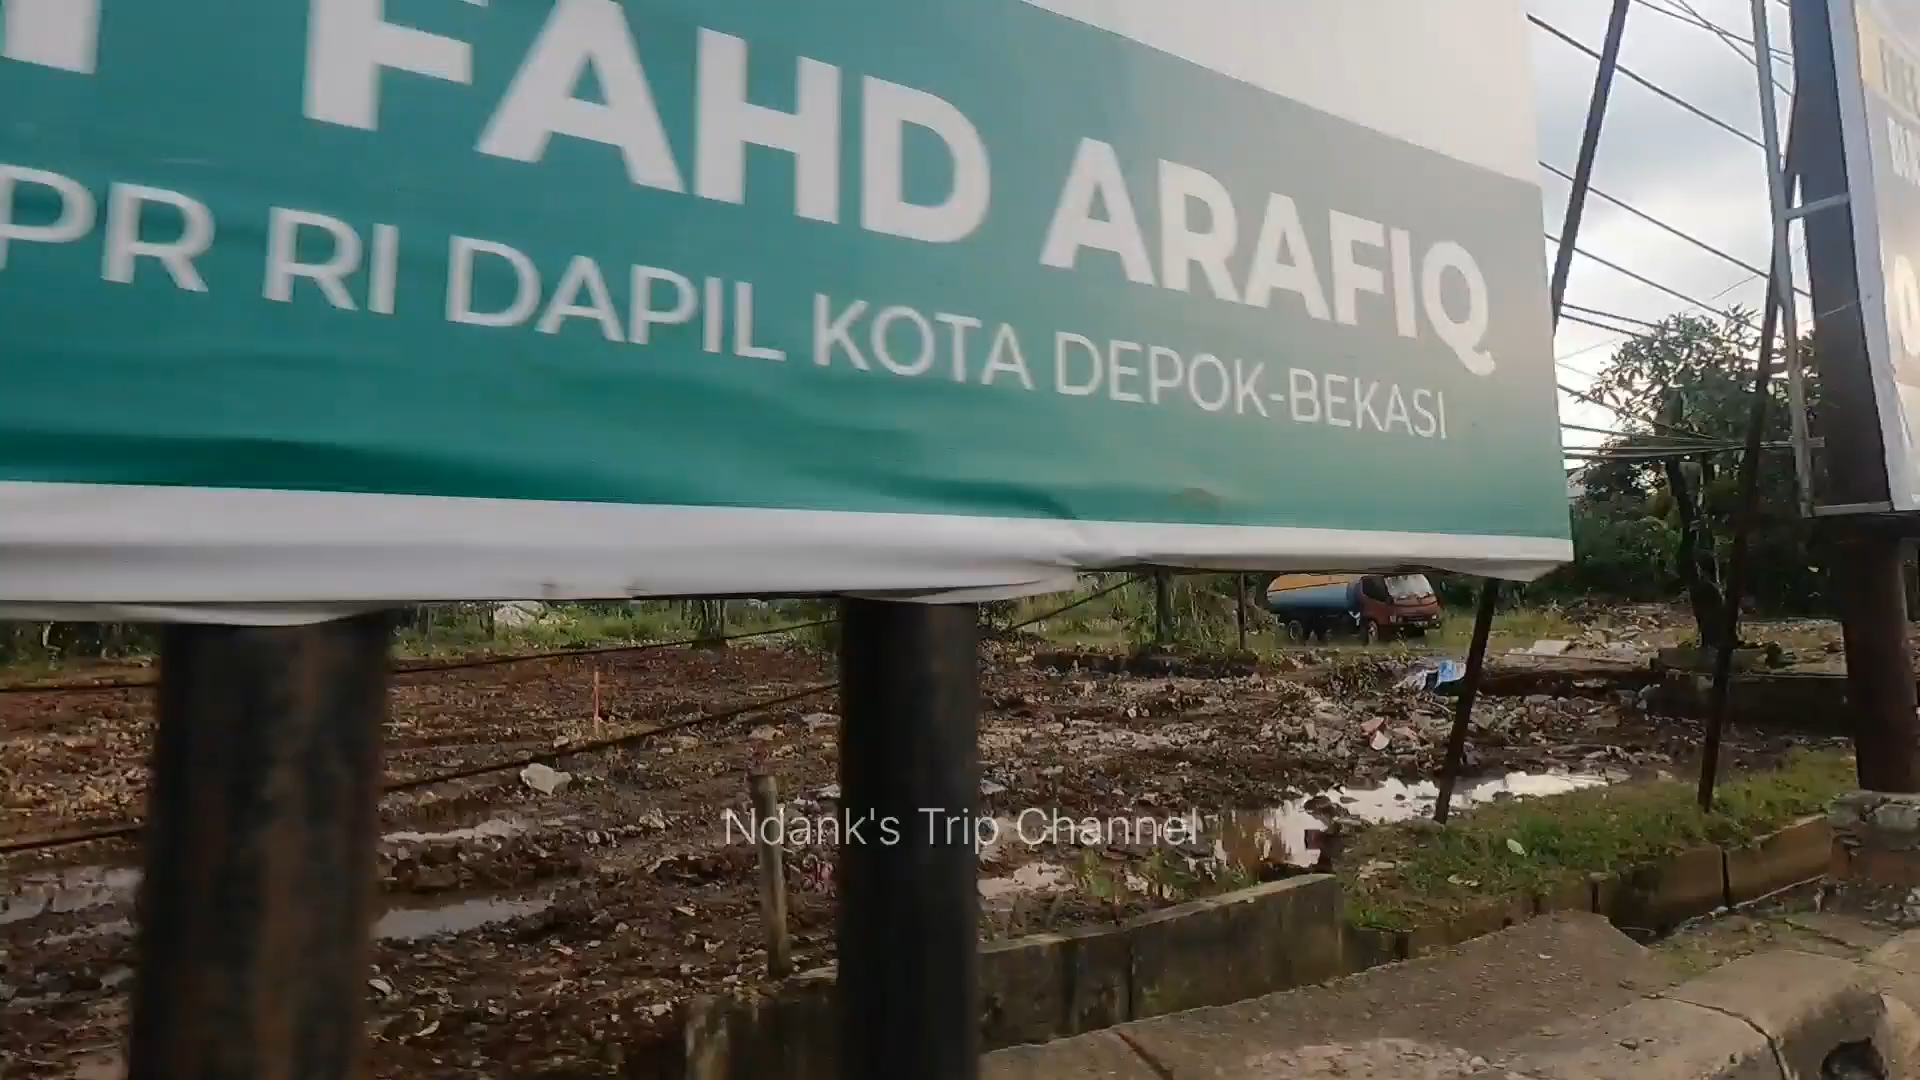 FAHD ARAFIQ
PR RI DAPIL KOTA DEPOK-BEKASI
Ndank's Trip Channel